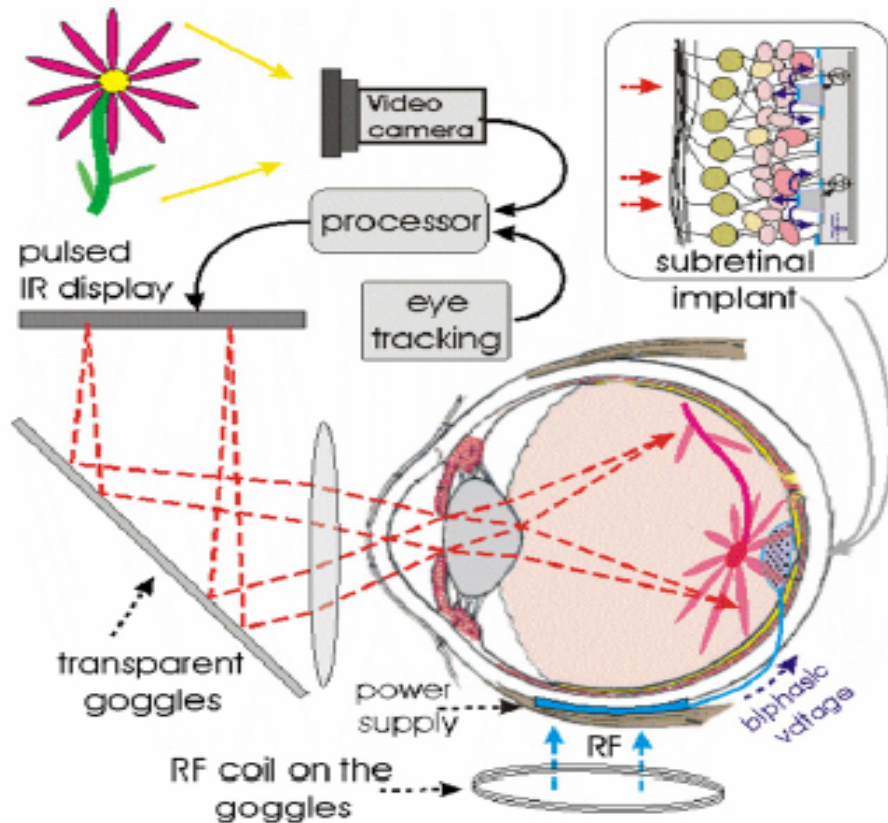 Video
camera
processor
pulsed
IR display
eye
tracking
subretinal
implant
transparent
goggles
power
supply
biphasic
vdtage
RF
RF coil on the
goggles